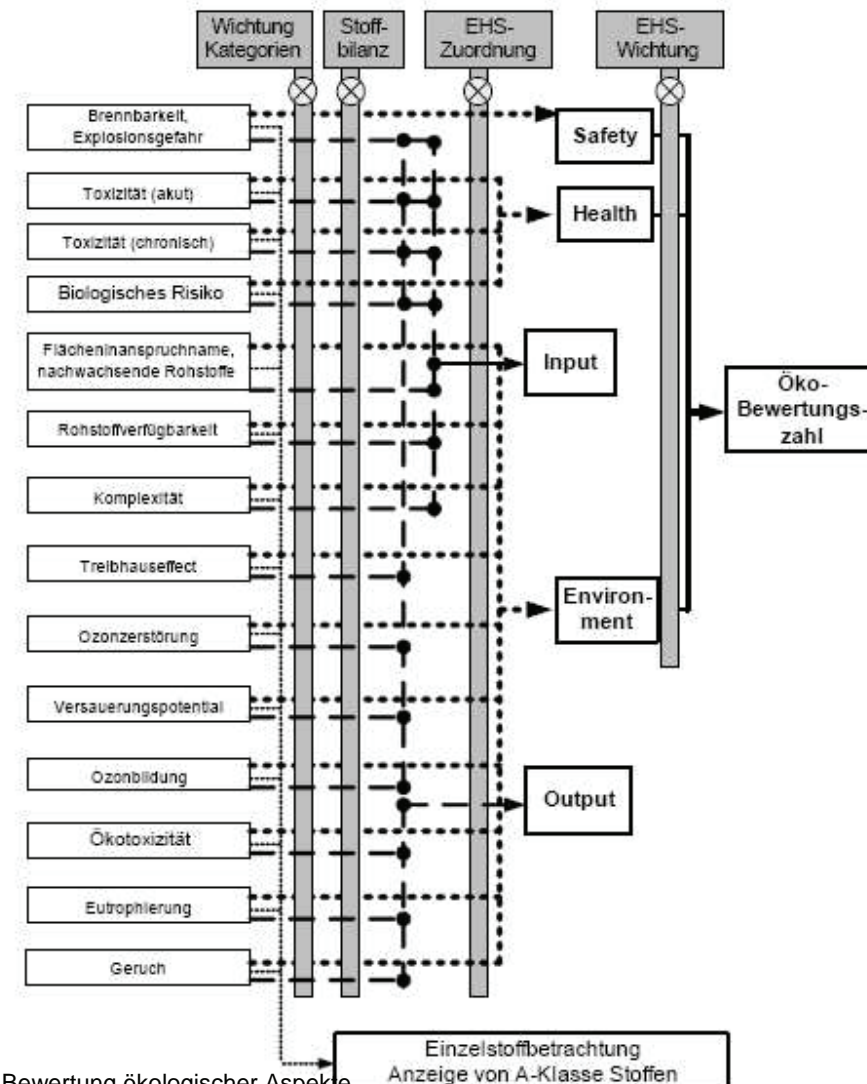 Wichtung
Kategorien
Stoff-
bilanz
EHS-
Zuordnung
EHS-
Wichtung
Brennbarkeit,
Explosionsgefahr
Safety
Toxizität (akut)
Health
Toxizität (chronisch)
Biologisches Risiko
Flächeninanspruchname,
nachwachsende Rohstoffe
Input
Öko-
Bewertungs-
zahl
Rohstoffverfügbarkeit
Komplexität
Treibhauseffect
Environ-
ment
Ozonzerstörung
Versauerungspotential
Ozonbildung
Output
Ökotoxizität
Eutrophierung
Geruch
Einzelstoffbetrachtung
Anzeige von A-Klasse Stoffen
Bewertung ökologischer Aspekte